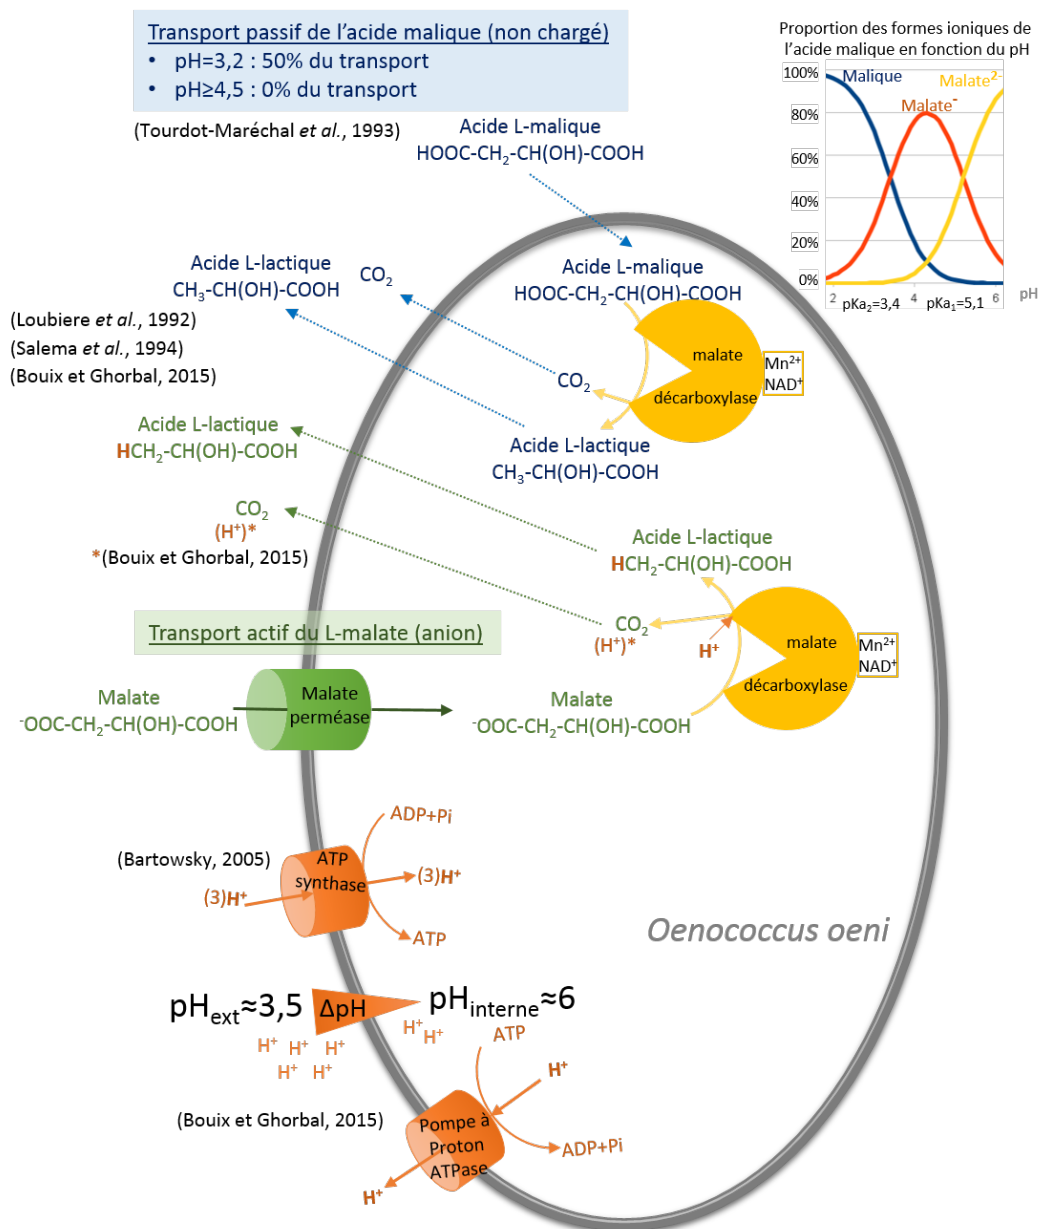 Transport passif de l’acide malique (non chargé)
• pH=3,2 : 50% du transport
• pH≥4,5 : 0% du transport
(Tourdot-Maréchal et al., 1993)
Proportion des formes ioniques de
l’acide malique en fonction du pH
100%
80%
60%
40%
20%
0%
Malique
Malate²⁻
Malate⁻
2
4
6
pH
pKa₂=3,4
pKa₁=5,1
Acide L-malique
HOOC-CH₂-CH(OH)-COOH
Acide L-lactique
CH₃-CH(OH)-COOH
CO₂
Acide L-malique
HOOC-CH₂-CH(OH)-COOH
(Loubiere et al., 1992)
(Salema et al., 1994)
(Bouix et Ghorbal, 2015)
malate
décarboxylase
Mn²⁺
NAD⁺
CO₂
Acide L-lactique
CH₃-CH(OH)-COOH
Acide L-lactique
HCH₂-CH(OH)-COOH
CO₂
(H⁺)*
*(Bouix et Ghorbal, 2015)
Acide L-lactique
HCH₂-CH(OH)-COOH
CO₂
(H⁺)*
H⁺
malate
décarboxylase
Mn²⁺
NAD⁺
Transport actif du L-malate (anion)
Malate
⁻OOC-CH₂-CH(OH)-COOH
Malate
perméase
Malate
⁻OOC-CH₂-CH(OH)-COOH
ADP+Pi
(Bartowsky, 2005)
ATP
synthase
(3)H⁺
(3)H⁺
ATP
Oenococcus oeni
pHext≈3,5
ΔpH
pHinterne≈6
H⁺ H⁺ H⁺
H⁺ H⁺
H⁺
H⁺
ATP
H⁺
(Bouix et Ghorbal, 2015)
Pompe à
Proton
ATPase
ADP+Pi
H⁺